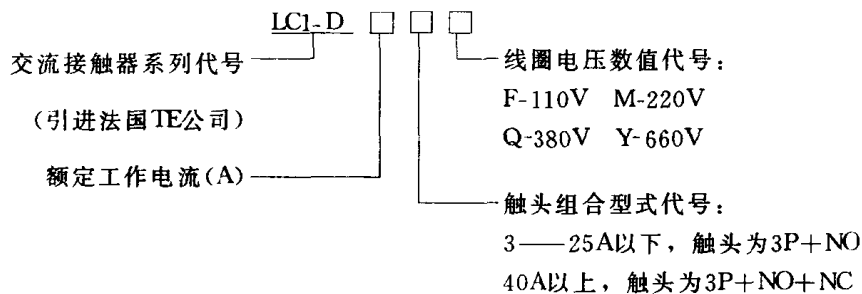 LC1-D □ □ □
交流接触器系列代号
(引进法国TE公司)
额定工作电流(A)
线圈电压数值代号：
F-110V M-220V
Q-380V Y-660V
触头组合型式代号：
3——25A以下，触头为3P+NO
40A以上，触头为3P+NO+NC